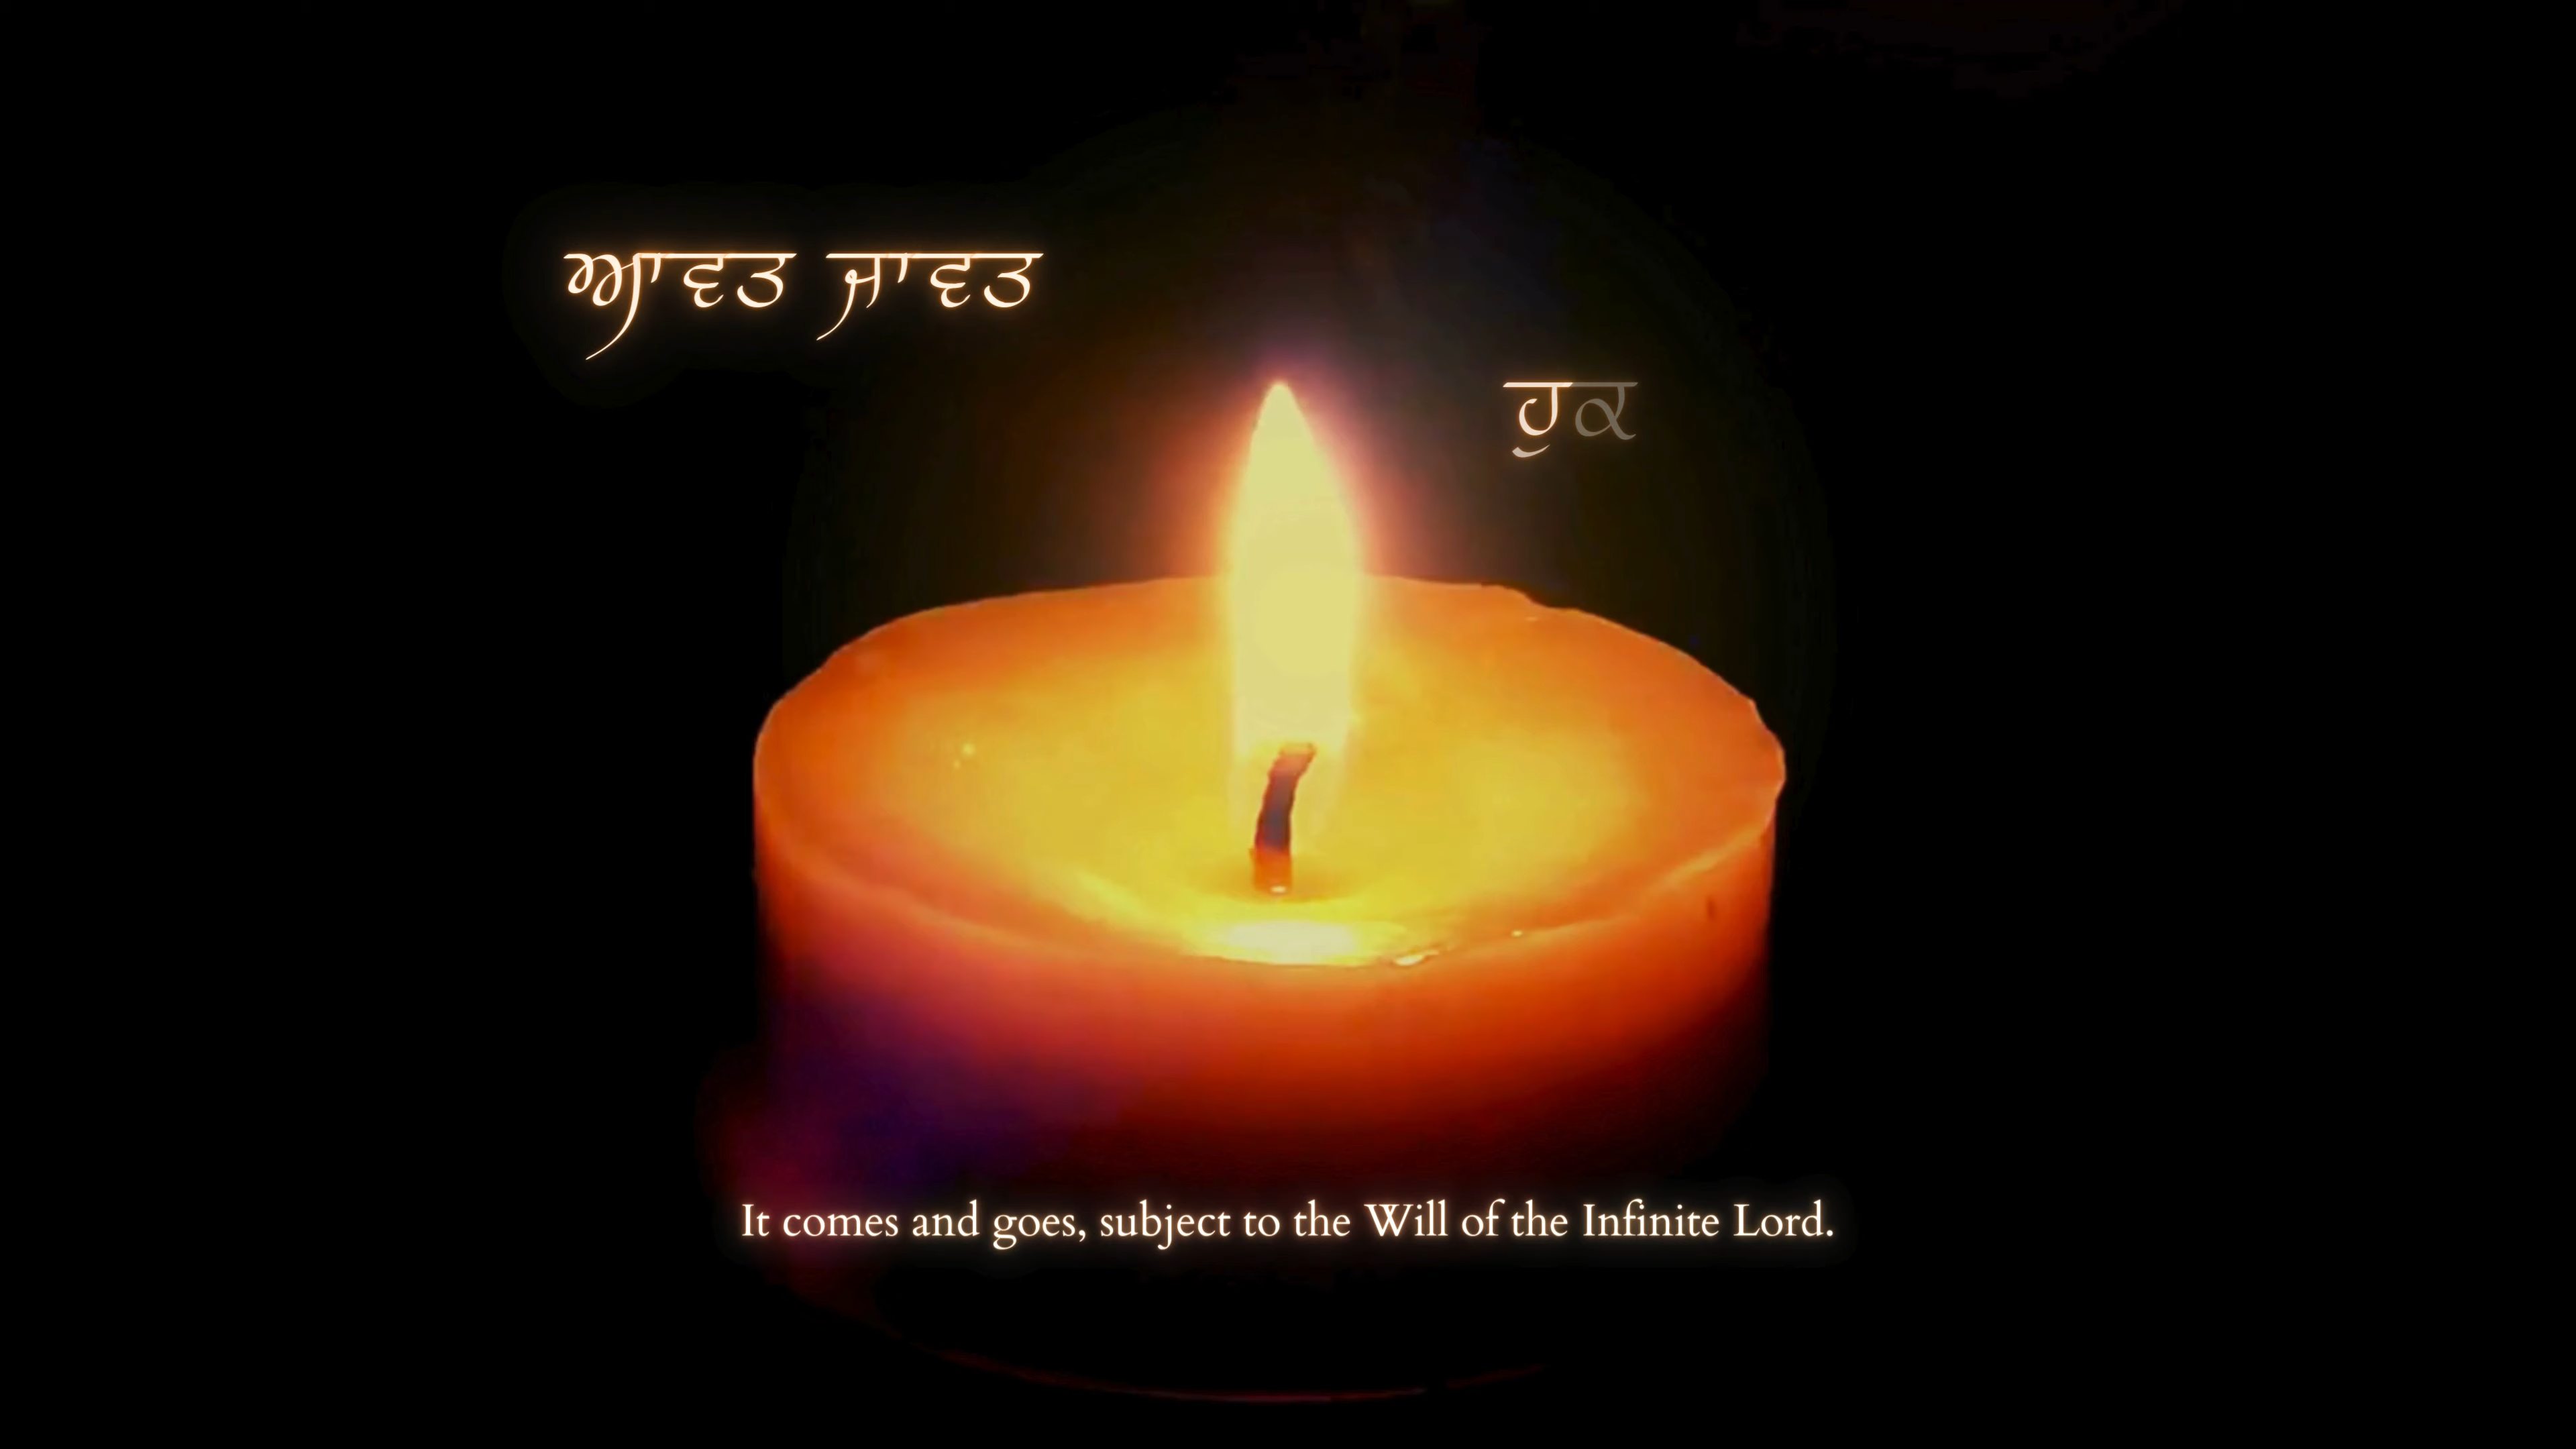 ਆਵਤ ਜਾਵਤ
ਹੁਕ
It comes and goes, subject to the Will of the Infinite Lord.